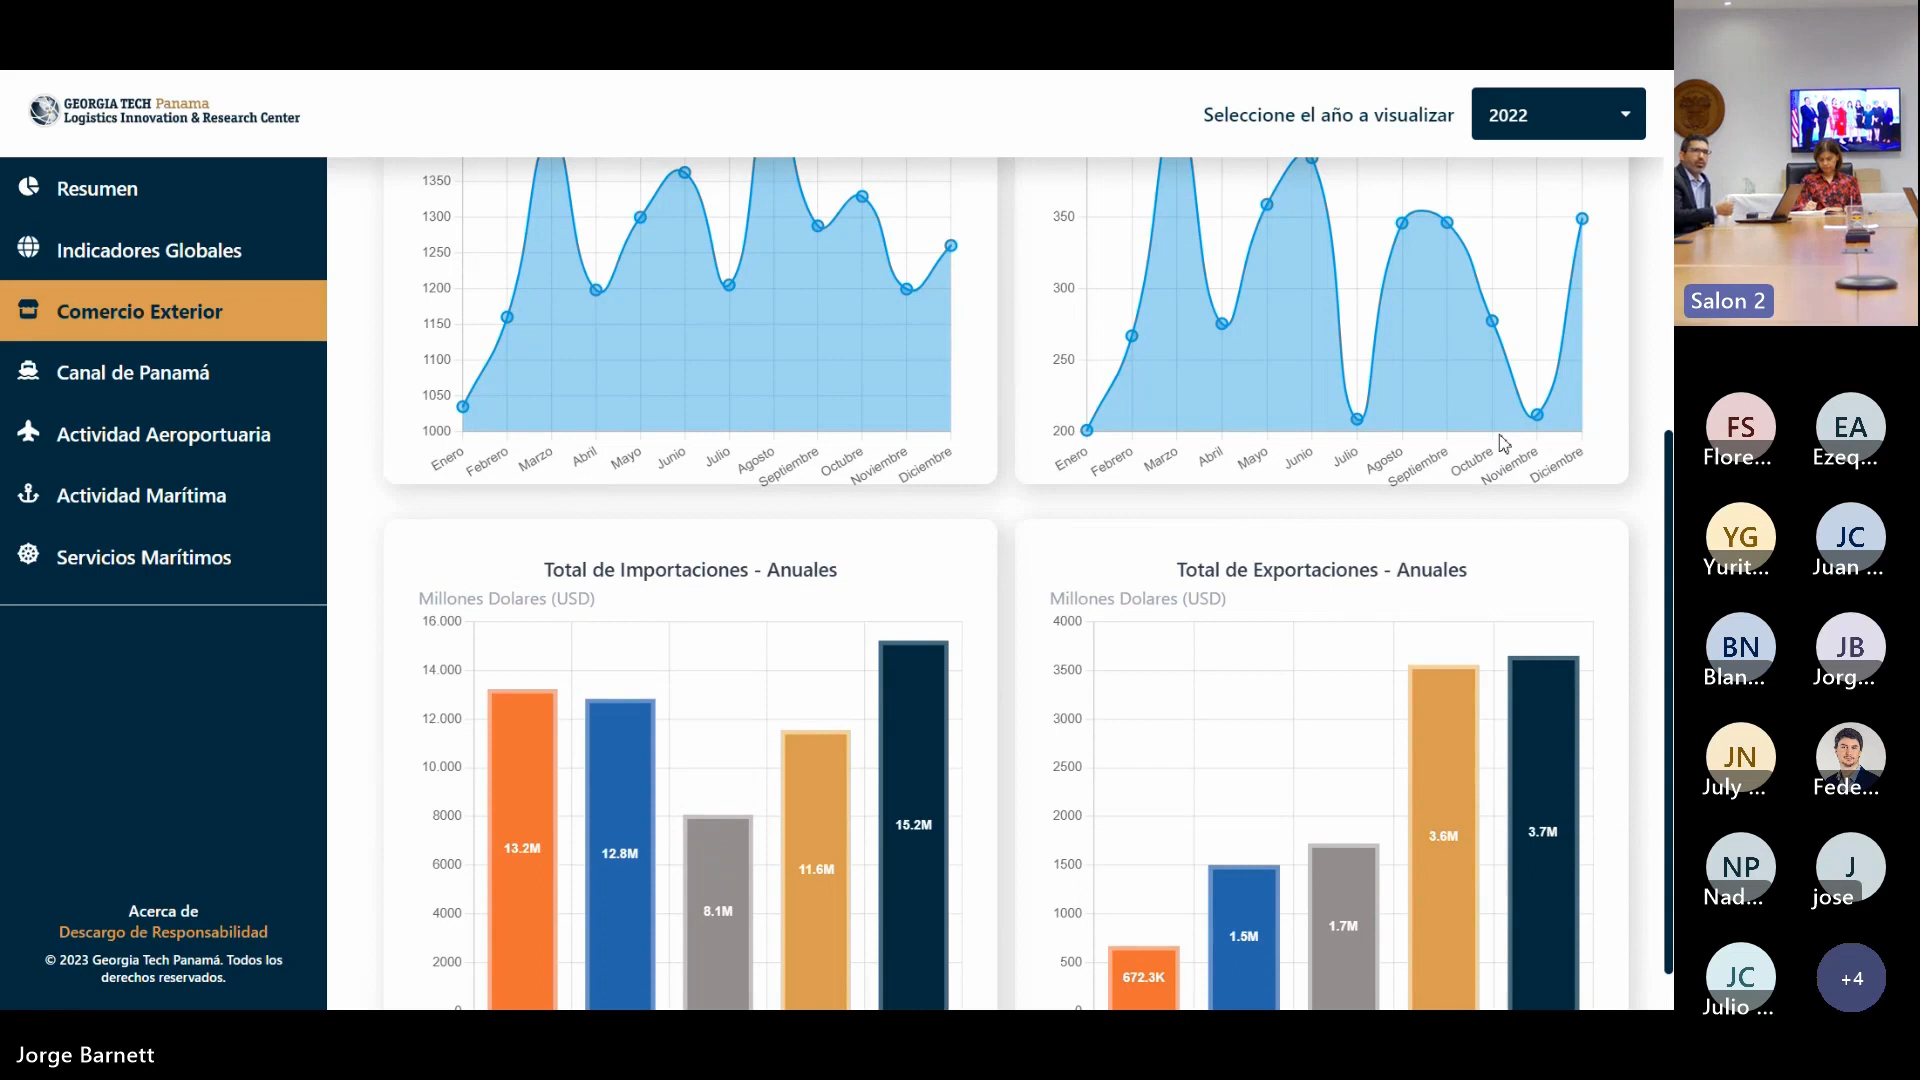 GEORGIA TECH Panama
Logistics Innovation & Research Center
Seleccione el año a visualizar
2022
Resumen
Indicadores Globales
Comercio Exterior
Canal de Panamá
Actividad Aeroportuaria
Actividad Marítima
Servicios Marítimos
Acerca de
Descargo de Responsabilidad
© 2023 Georgia Tech Panamá. Todos los
derechos reservados.
1350
1300
1250
1200
1150
1100
1050
1000
Enero Febrero Marzo Abril Mayo Junio Julio Agosto Septiembre Octubre Noviembre Diciembre
350
300
250
200
Enero Febrero Marzo Abril Mayo Junio Julio Agosto Septiembre Octubre Noviembre Diciembre
Total de Importaciones - Anuales
Millones Dolares (USD)
16.000
14.000
12.000
10.000
8000
6000
4000
2000
13.2M
12.8M
8.1M
11.6M
15.2M
Total de Exportaciones - Anuales
Millones Dolares (USD)
4000
3500
3000
2500
2000
1500
1000
500
672.3K
1.5M
1.7M
3.6M
3.7M
Salon 2
FS
Flore...
EA
Ezeq...
YG
Yurit...
JC
Juan ...
BN
Blan...
JB
Jorg...
JN
July ...
Fede...
NP
Nad...
J
jose
JC
Julio ...
+4
Jorge Barnett